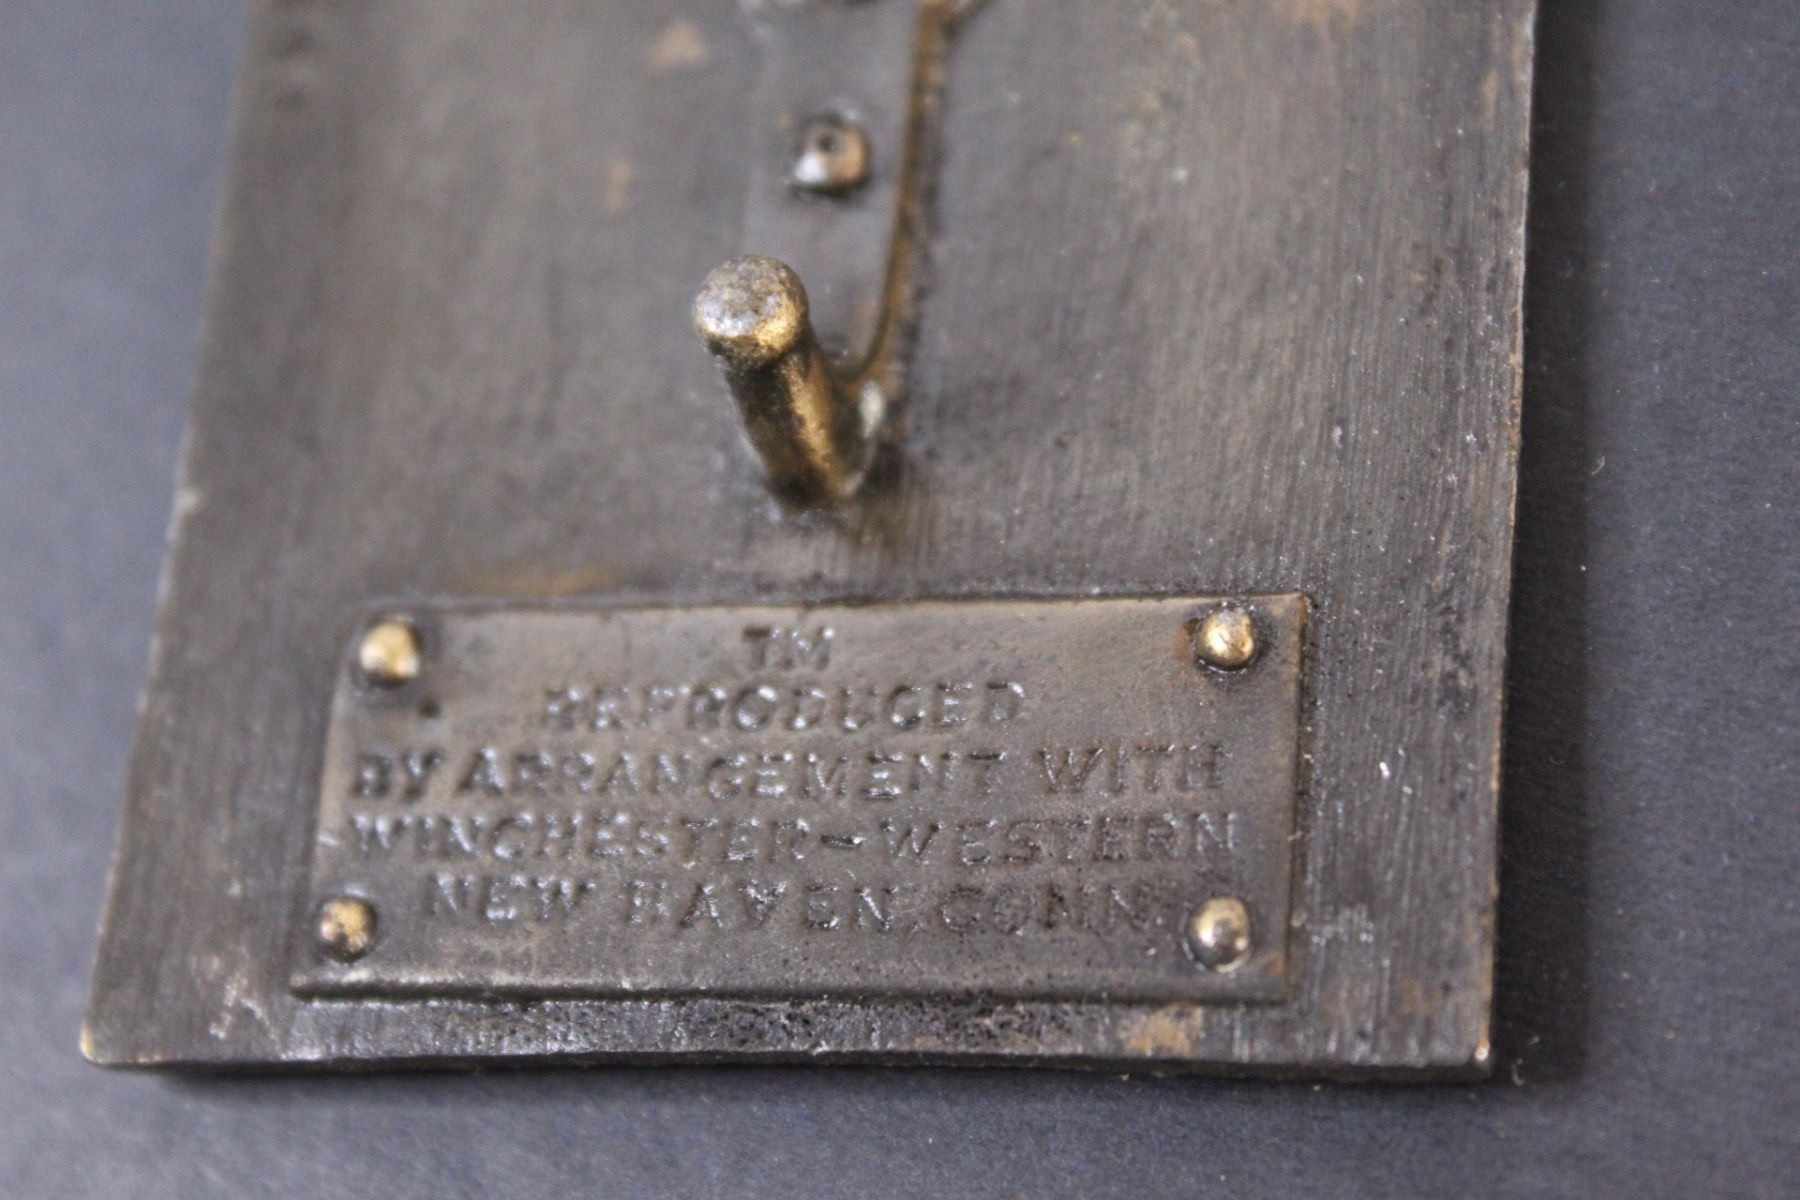 TM
REPRODUCED
BY ARRANGEMENT WITH
WINCHESTER-WESTERN
NEW HAVEN, CONN.